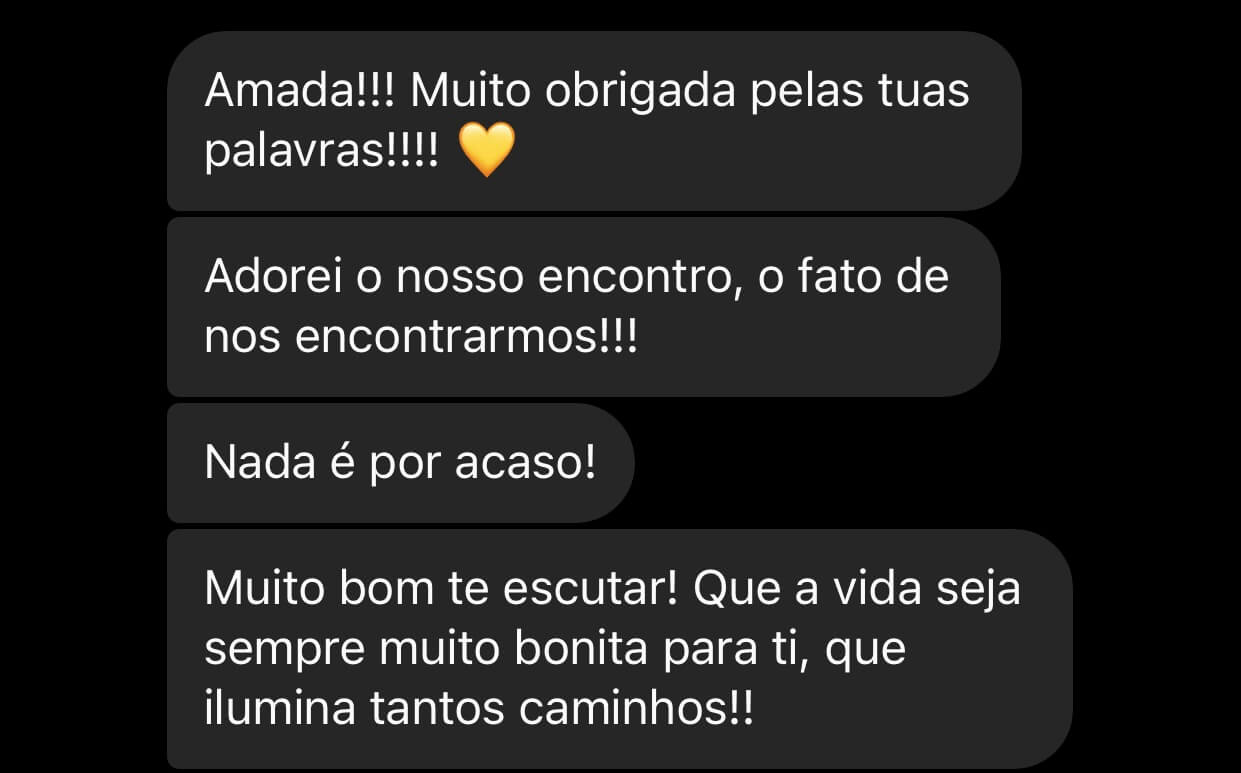 Amada!!! Muito obrigada pelas tuas
palavras!!!! 💛
Adorei o nosso encontro, o fato de
nos encontrarmos!!!
Nada é por acaso!
Muito bom te escutar! Que a vida seja
sempre muito bonita para ti, que
ilumina tantos caminhos!!